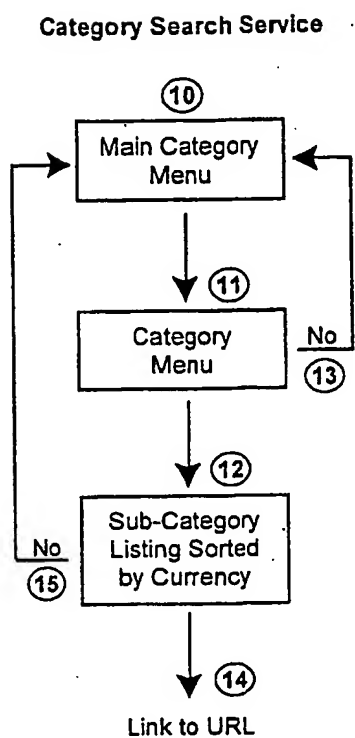 Category Search Service
10
Main Category
Menu
11
Category
Menu
No
13
12
Sub-Category
Listing Sorted
by Currency
No
15
14
Link to URL